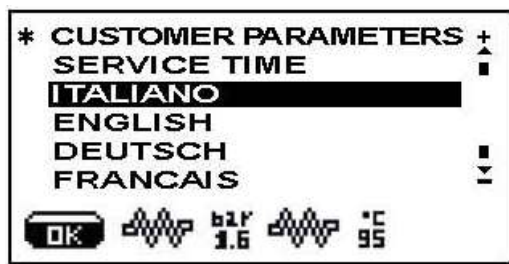 * CUSTOMER PARAMETERS +
SERVICE TIME
ITALIANO
ENGLISH
DEUTSCH
FRANCAIS -
OK bar 1.6 °C 95